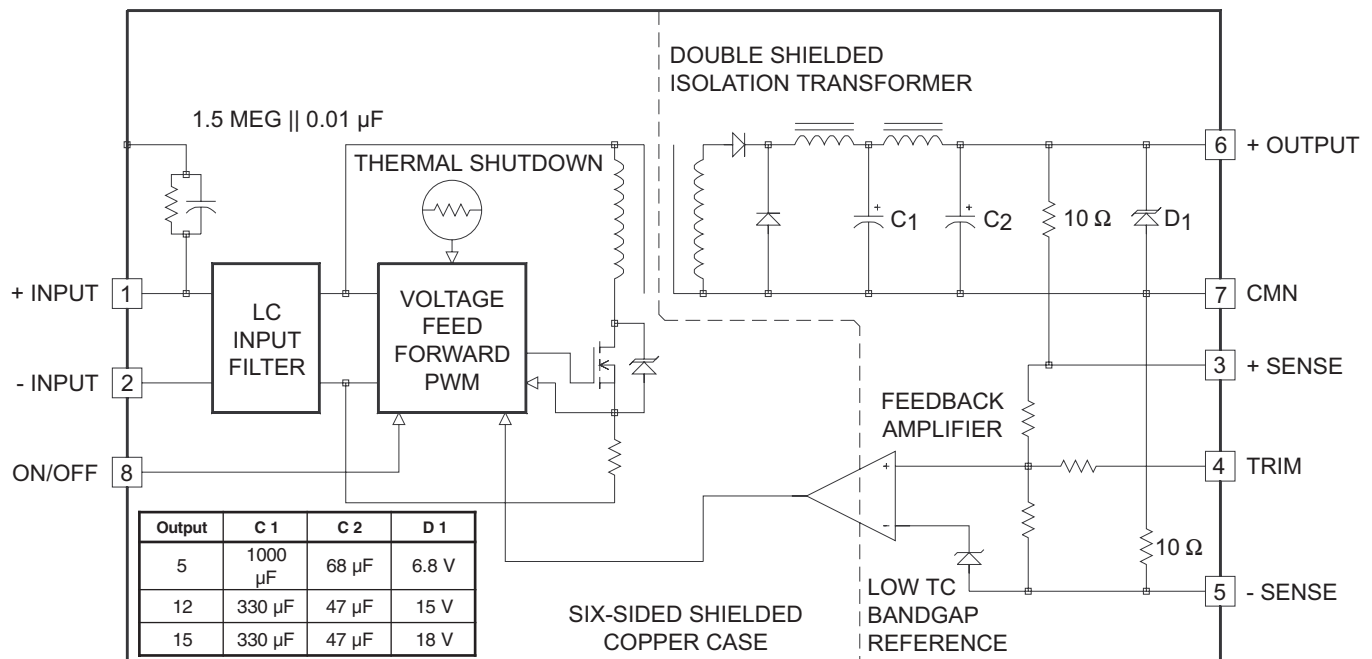 DOUBLE SHIELDED
ISOLATION TRANSFORMER
1.5 MEG || 0.01 µF
THERMAL SHUTDOWN
6 + OUTPUT
+ C1
+ C2
10 Ω
D1
+ INPUT 1
LC
INPUT
FILTER
VOLTAGE
FEED
FORWARD
PWM
7 CMN
- INPUT 2
3 + SENSE
FEEDBACK
AMPLIFIER
ON/OFF 8
+
4 TRIM
-
10 Ω
LOW TC
BANDGAP
REFERENCE
5 - SENSE
Output C 1 C 2 D 1
5 1000 µF 68 µF 6.8 V
12 330 µF 47 µF 15 V
15 330 µF 47 µF 18 V
SIX-SIDED SHIELDED
COPPER CASE